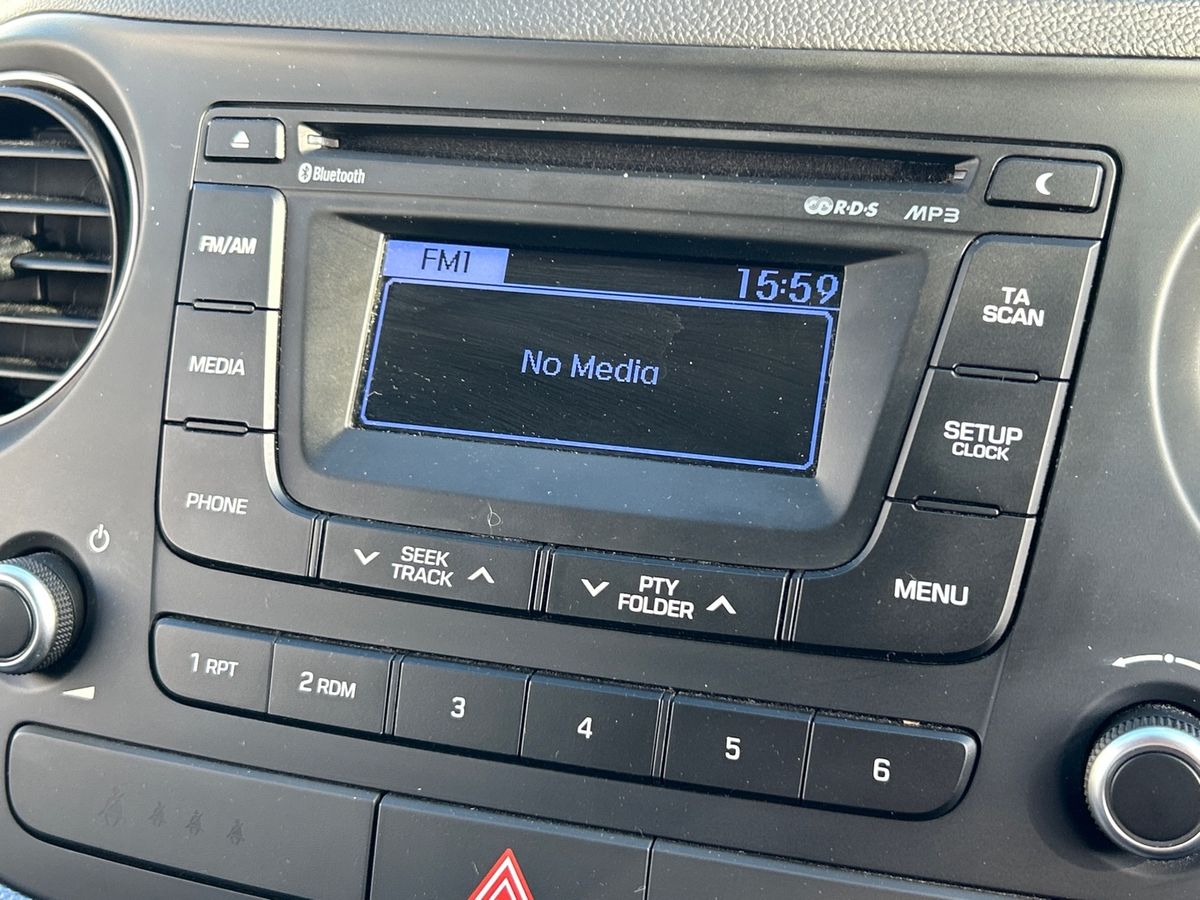 Bluetooth
R·D·S
MP3
FM/AM
FM1
15:59
TA
SCAN
MEDIA
No Media
SETUP
CLOCK
PHONE
SEEK
TRACK
PTY
FOLDER
MENU
1 RPT
2 RDM
3
4
5
6